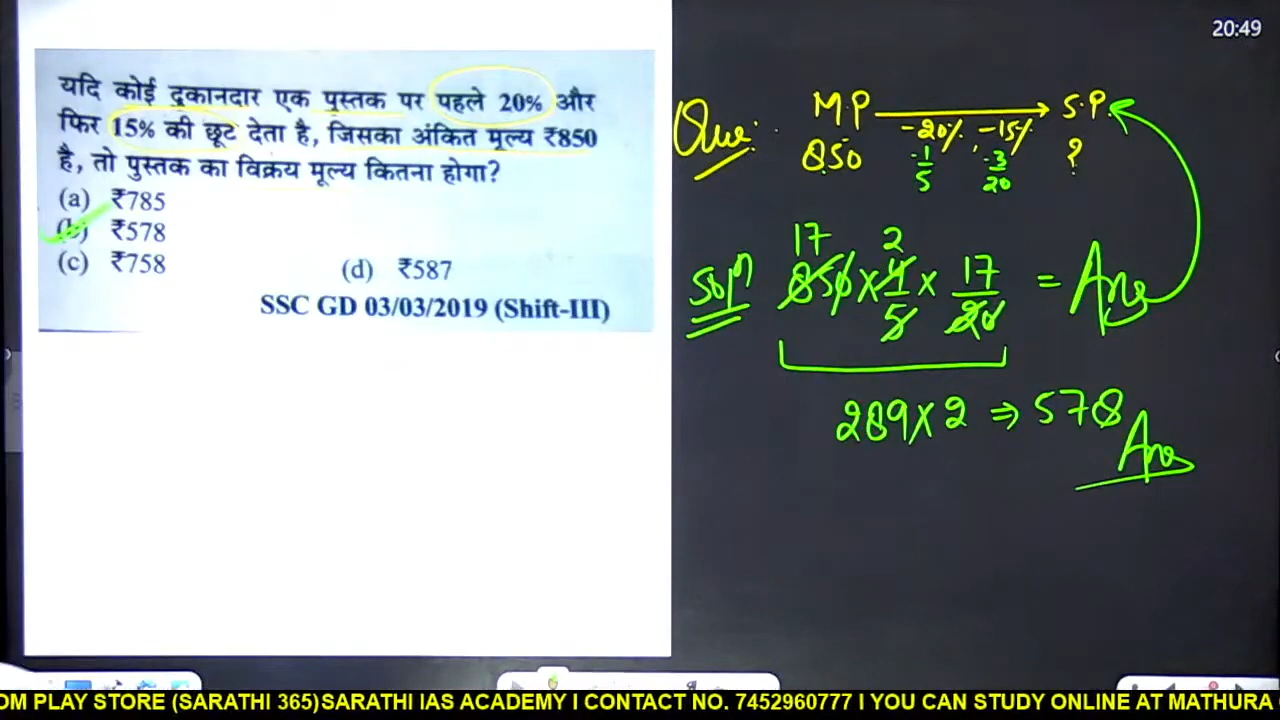 20:49
यदि कोई दुकानदार एक पुस्तक पर पहले 20% और
फिर 15% की छूट देता है, जिसका अंकित मूल्य ₹850
है, तो पुस्तक का विक्रय मूल्य कितना होगा?
(a) ₹785
(b) ₹578
(c) ₹758
(d) ₹587
SSC GD 03/03/2019 (Shift-III)
Que:
M.P → S.P.
-20%, -15%
850 -1/5 -3/20 ?
17 2
Soln 850 × 4/5 × 17/20 = Ans
289×2 ⇒ 578
Ans
OM PLAY STORE (SARATHI 365)SARATHI IAS ACADEMY I CONTACT NO. 7452960777 I YOU CAN STUDY ONLINE AT MATHURA